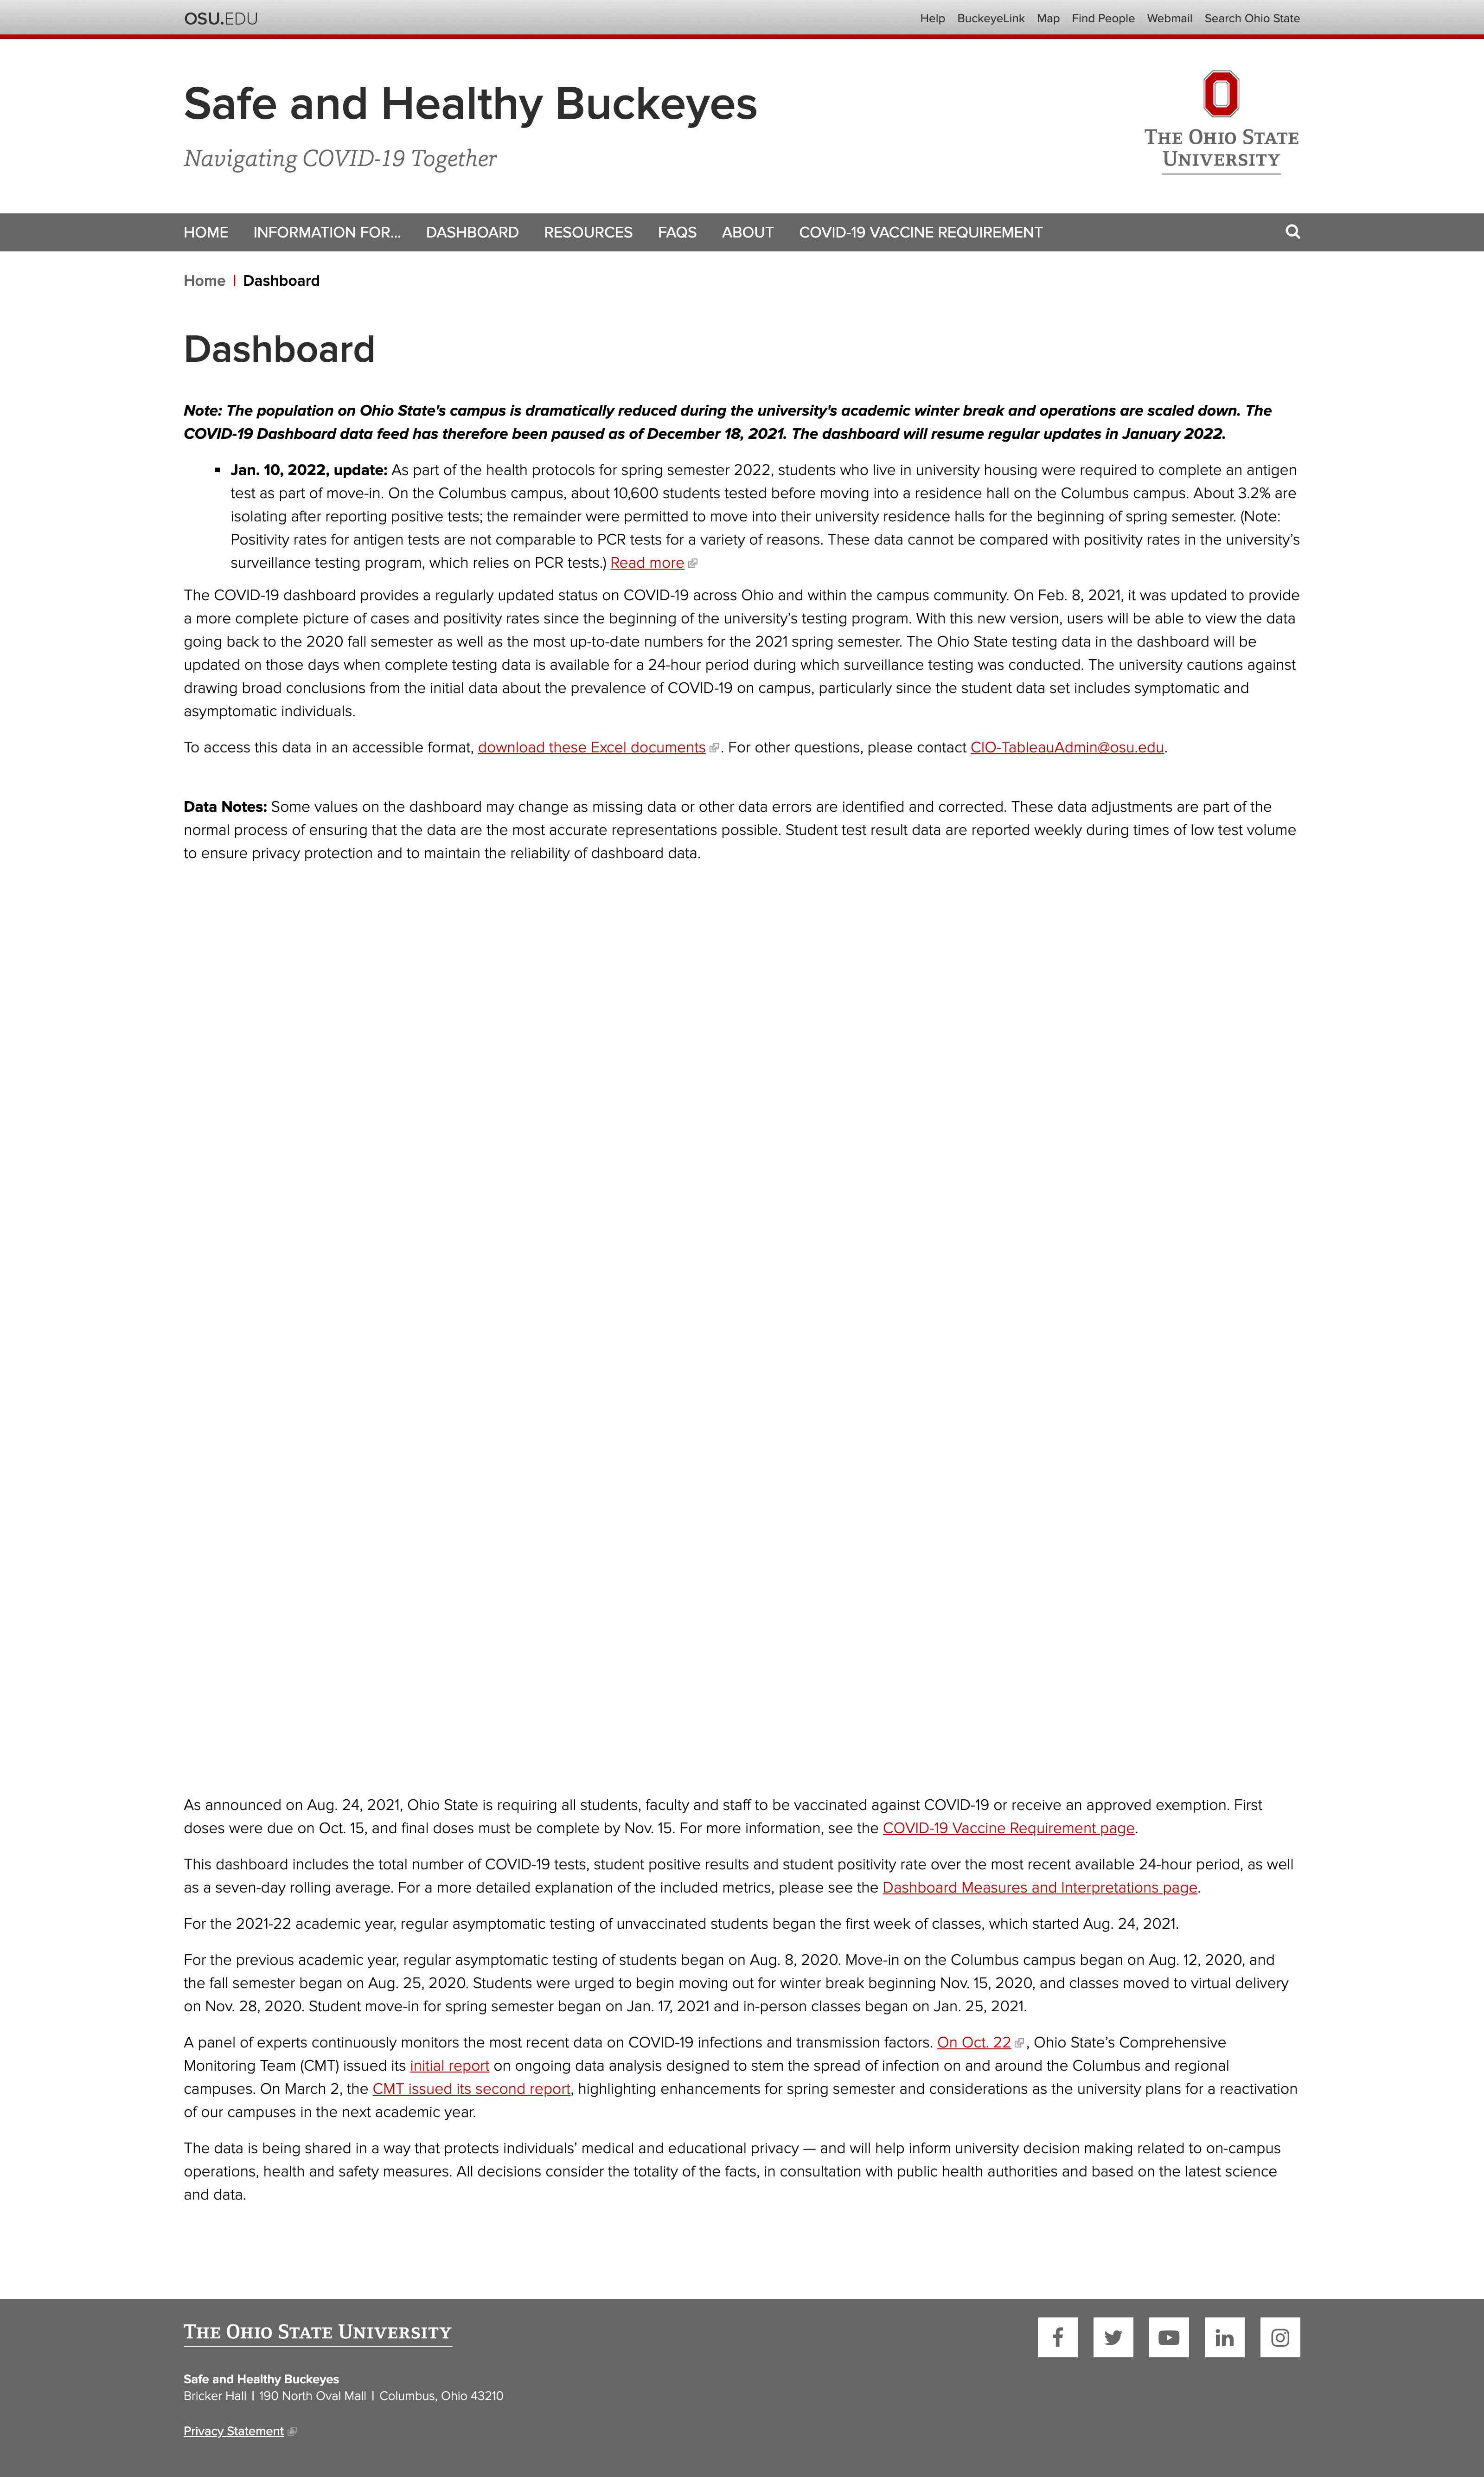 OSU.EDU
Help BuckeyeLink Map Find People Webmail Search Ohio State
Safe and Healthy Buckeyes
Navigating COVID-19 Together
THE OHIO STATE
UNIVERSITY
HOME INFORMATION FOR... DASHBOARD RESOURCES FAQS ABOUT COVID-19 VACCINE REQUIREMENT
Home | Dashboard
Dashboard
Note: The population on Ohio State's campus is dramatically reduced during the university's academic winter break and operations are scaled down. The
COVID-19 Dashboard data feed has therefore been paused as of December 18, 2021. The dashboard will resume regular updates in January 2022.
▪ Jan. 10, 2022, update: As part of the health protocols for spring semester 2022, students who live in university housing were required to complete an antigen
test as part of move-in. On the Columbus campus, about 10,600 students tested before moving into a residence hall on the Columbus campus. About 3.2% are
isolating after reporting positive tests; the remainder were permitted to move into their university residence halls for the beginning of spring semester. (Note:
Positivity rates for antigen tests are not comparable to PCR tests for a variety of reasons. These data cannot be compared with positivity rates in the university’s
surveillance testing program, which relies on PCR tests.) Read more
The COVID-19 dashboard provides a regularly updated status on COVID-19 across Ohio and within the campus community. On Feb. 8, 2021, it was updated to provide
a more complete picture of cases and positivity rates since the beginning of the university’s testing program. With this new version, users will be able to view the data
going back to the 2020 fall semester as well as the most up-to-date numbers for the 2021 spring semester. The Ohio State testing data in the dashboard will be
updated on those days when complete testing data is available for a 24-hour period during which surveillance testing was conducted. The university cautions against
drawing broad conclusions from the initial data about the prevalence of COVID-19 on campus, particularly since the student data set includes symptomatic and
asymptomatic individuals.
To access this data in an accessible format, download these Excel documents. For other questions, please contact CIO-TableauAdmin@osu.edu.
Data Notes: Some values on the dashboard may change as missing data or other data errors are identified and corrected. These data adjustments are part of the
normal process of ensuring that the data are the most accurate representations possible. Student test result data are reported weekly during times of low test volume
to ensure privacy protection and to maintain the reliability of dashboard data.
As announced on Aug. 24, 2021, Ohio State is requiring all students, faculty and staff to be vaccinated against COVID-19 or receive an approved exemption. First
doses were due on Oct. 15, and final doses must be complete by Nov. 15. For more information, see the COVID-19 Vaccine Requirement page.
This dashboard includes the total number of COVID-19 tests, student positive results and student positivity rate over the most recent available 24-hour period, as well
as a seven-day rolling average. For a more detailed explanation of the included metrics, please see the Dashboard Measures and Interpretations page.
For the 2021-22 academic year, regular asymptomatic testing of unvaccinated students began the first week of classes, which started Aug. 24, 2021.
For the previous academic year, regular asymptomatic testing of students began on Aug. 8, 2020. Move-in on the Columbus campus began on Aug. 12, 2020, and
the fall semester began on Aug. 25, 2020. Students were urged to begin moving out for winter break beginning Nov. 15, 2020, and classes moved to virtual delivery
on Nov. 28, 2020. Student move-in for spring semester began on Jan. 17, 2021 and in-person classes began on Jan. 25, 2021.
A panel of experts continuously monitors the most recent data on COVID-19 infections and transmission factors. On Oct. 22, Ohio State’s Comprehensive
Monitoring Team (CMT) issued its initial report on ongoing data analysis designed to stem the spread of infection on and around the Columbus and regional
campuses. On March 2, the CMT issued its second report, highlighting enhancements for spring semester and considerations as the university plans for a reactivation
of our campuses in the next academic year.
The data is being shared in a way that protects individuals’ medical and educational privacy — and will help inform university decision making related to on-campus
operations, health and safety measures. All decisions consider the totality of the facts, in consultation with public health authorities and based on the latest science
and data.
THE OHIO STATE UNIVERSITY
Safe and Healthy Buckeyes
Bricker Hall | 190 North Oval Mall | Columbus, Ohio 43210
Privacy Statement